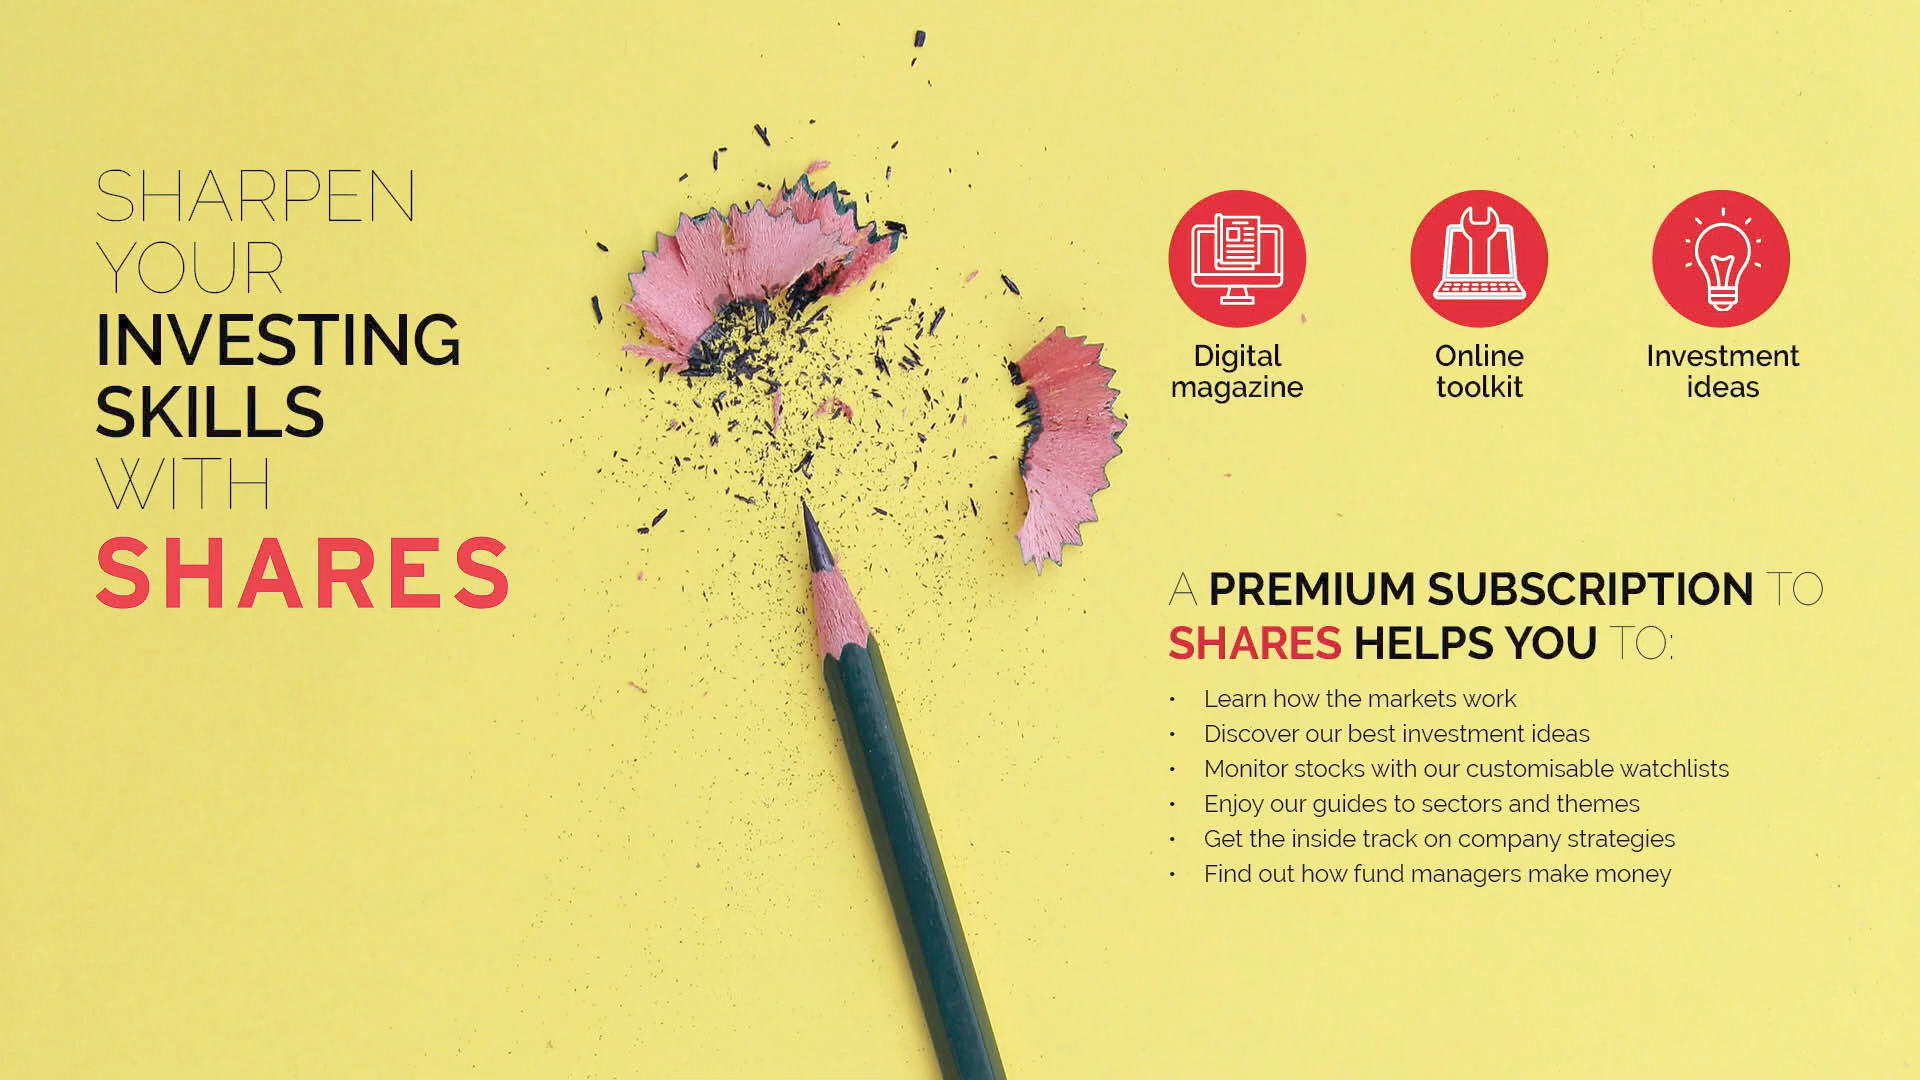 SHARPEN
YOUR
INVESTING
SKILLS
WITH
SHARES
Digital
magazine
Online
toolkit
Investment
ideas
A PREMIUM SUBSCRIPTION TO
SHARES HELPS YOU TO:
• Learn how the markets work
• Discover our best investment ideas
• Monitor stocks with our customisable watchlists
• Enjoy our guides to sectors and themes
• Get the inside track on company strategies
• Find out how fund managers make money